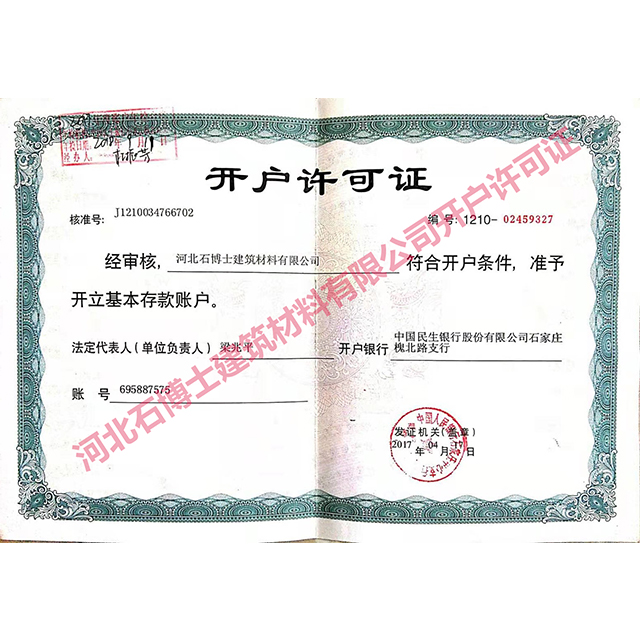 开户许可证
核准号: J1210034766702
编号: 1210- 02459327
经审核, 河北石博士建筑材料有限公司 符合开户条件, 准予
开立基本存款账户。
法定代表人(单位负责人) 梁兆平
开户银行 中国民生银行股份有限公司石家庄
槐北路支行
账 号 695887575
发证机关(盖章)
2017 年 04 月 17 日
河北石博士建筑材料有限公司开户许可证